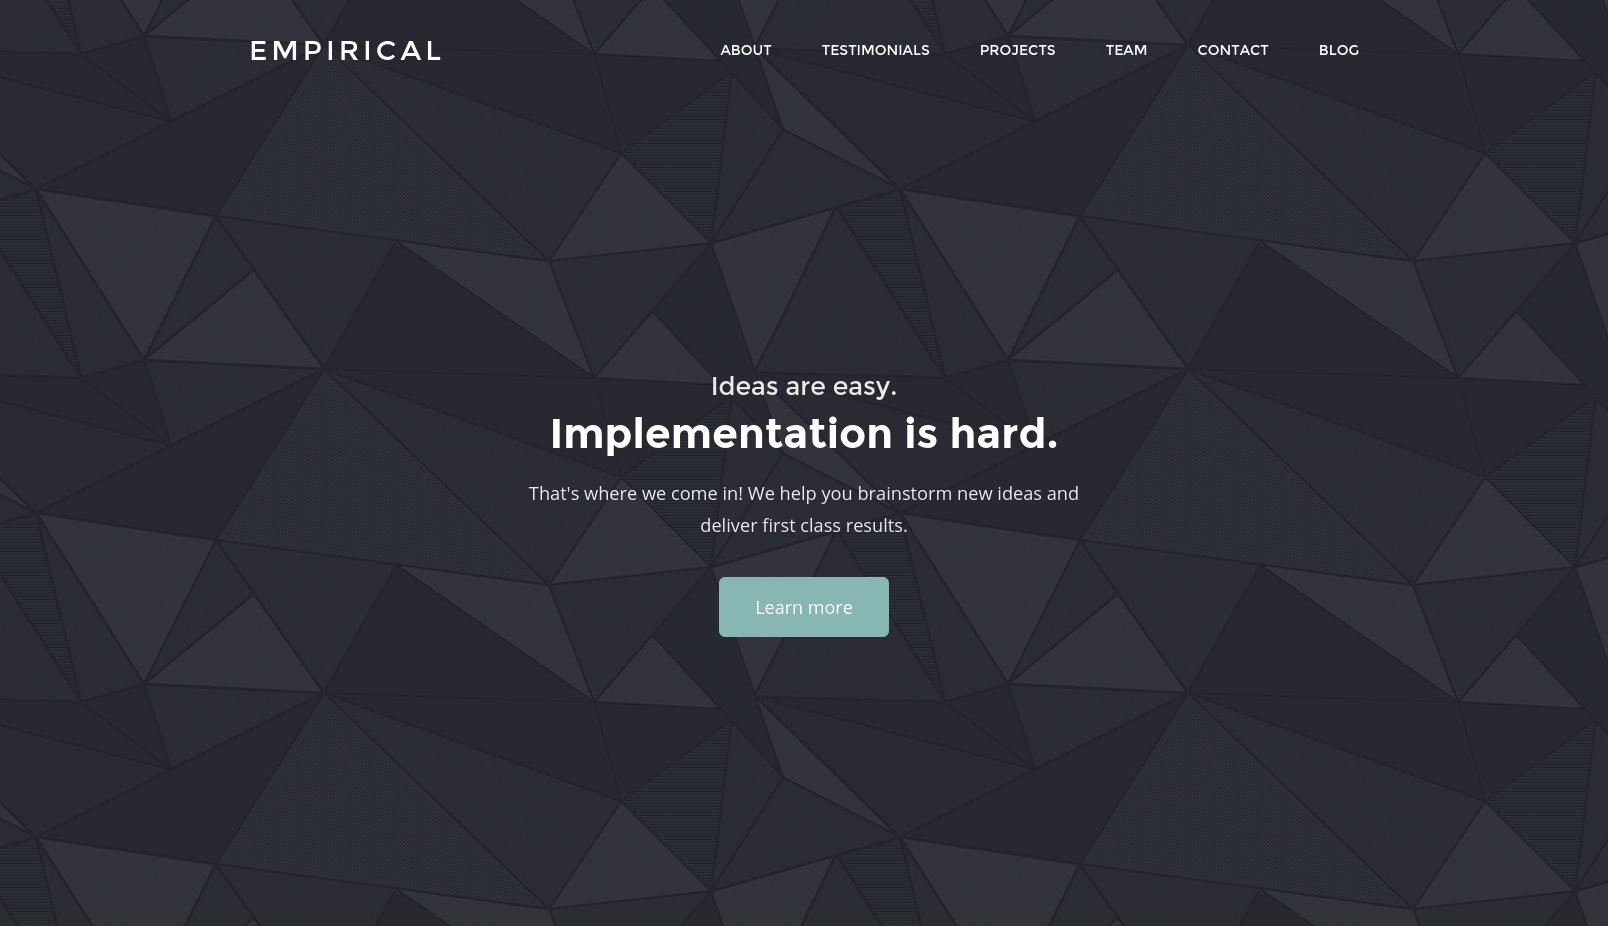 EMPIRICAL
ABOUT TESTIMONIALS PROJECTS TEAM CONTACT BLOG
Ideas are easy.
Implementation is hard.
That's where we come in! We help you brainstorm new ideas and
deliver first class results.
Learn more